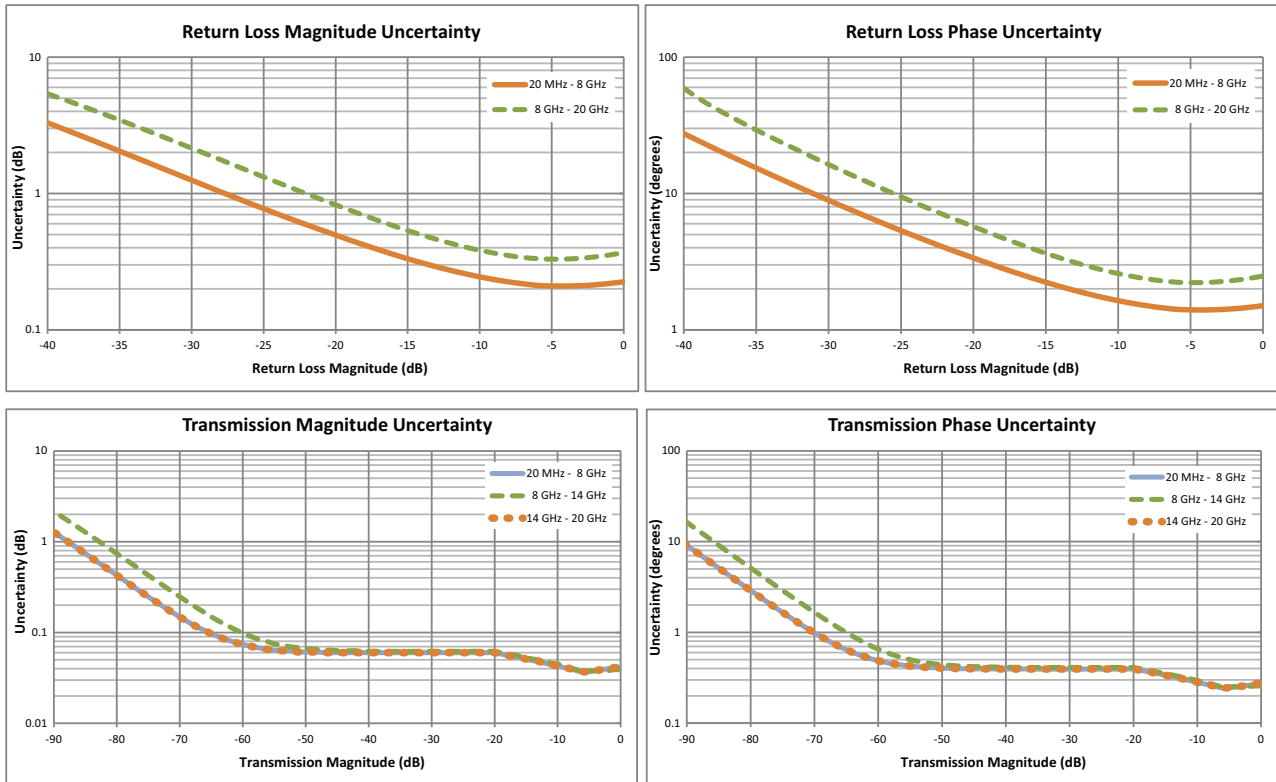 Return Loss Magnitude Uncertainty
10
1
0.1
Uncertainty (dB)
20 MHz - 8 GHz
8 GHz - 20 GHz
-40 -35 -30 -25 -20 -15 -10 -5 0
Return Loss Magnitude (dB)
Return Loss Phase Uncertainty
100
10
1
Uncertainty (degrees)
20 MHz - 8 GHz
8 GHz - 20 GHz
-40 -35 -30 -25 -20 -15 -10 -5 0
Return Loss Magnitude (dB)
Transmission Magnitude Uncertainty
10
1
0.1
0.01
Uncertainty (dB)
20 MHz - 8 GHz
8 GHz - 14 GHz
14 GHz - 20 GHz
-90 -80 -70 -60 -50 -40 -30 -20 -10 0
Transmission Magnitude (dB)
Transmission Phase Uncertainty
100
10
1
0.1
Uncertainty (degrees)
20 MHz - 8 GHz
8 GHz - 14 GHz
14 GHz - 20 GHz
-90 -80 -70 -60 -50 -40 -30 -20 -10 0
Transmission Magnitude (dB)